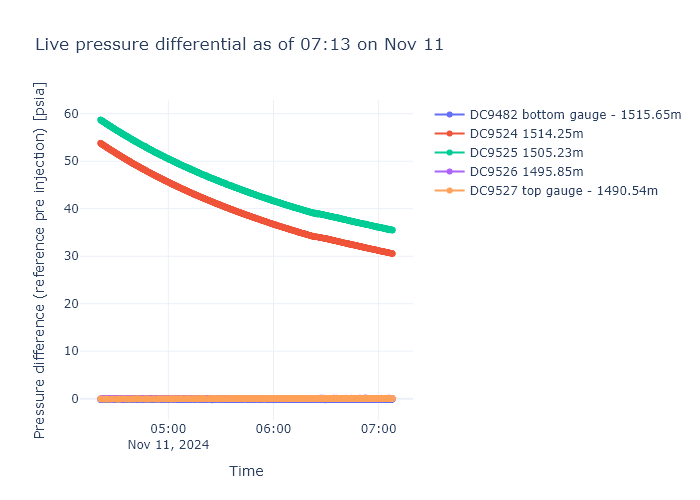 Live pressure differential as of 07:13 on Nov 11
Pressure difference (reference pre injection) [psia]
60
50
40
30
20
10
0
05:00
Nov 11, 2024
06:00
07:00
Time
DC9482 bottom gauge - 1515.65m
DC9524 1514.25m
DC9525 1505.23m
DC9526 1495.85m
DC9527 top gauge - 1490.54m